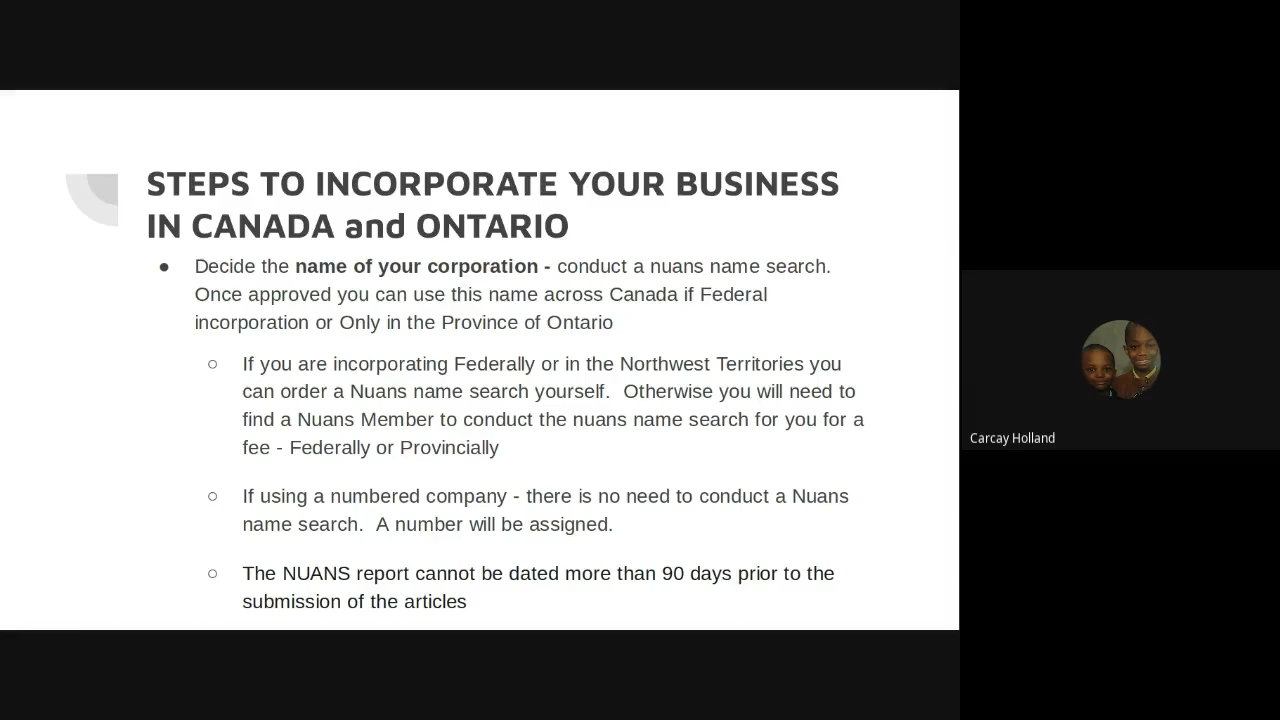 STEPS TO INCORPORATE YOUR BUSINESS
IN CANADA and ONTARIO
● Decide the name of your corporation - conduct a nuans name search.
Once approved you can use this name across Canada if Federal
incorporation or Only in the Province of Ontario
○ If you are incorporating Federally or in the Northwest Territories you
can order a Nuans name search yourself.  Otherwise you will need to
find a Nuans Member to conduct the nuans name search for you for a
fee - Federally or Provincially
○ If using a numbered company - there is no need to conduct a Nuans
name search.  A number will be assigned.
○ The NUANS report cannot be dated more than 90 days prior to the
submission of the articles
Carcay Holland